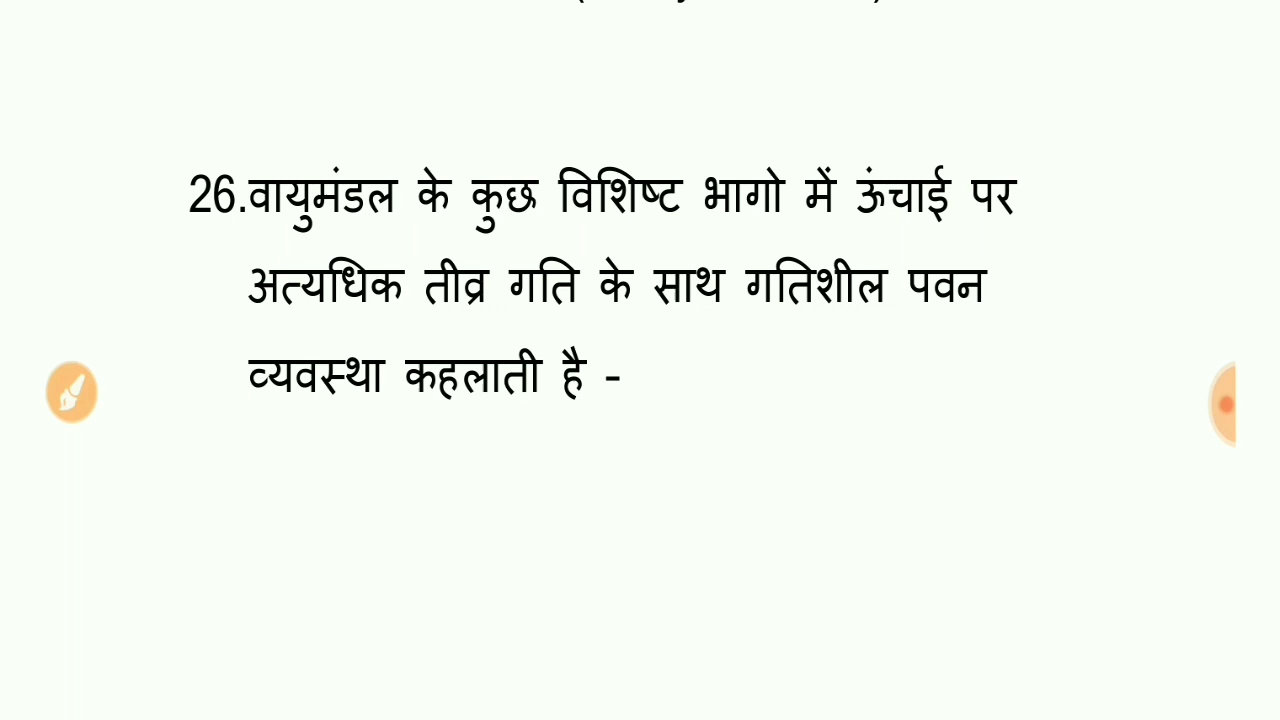 26.वायुमंडल के कुछ विशिष्ट भागो में ऊंचाई पर
अत्यधिक तीव्र गति के साथ गतिशील पवन
व्यवस्था कहलाती है -